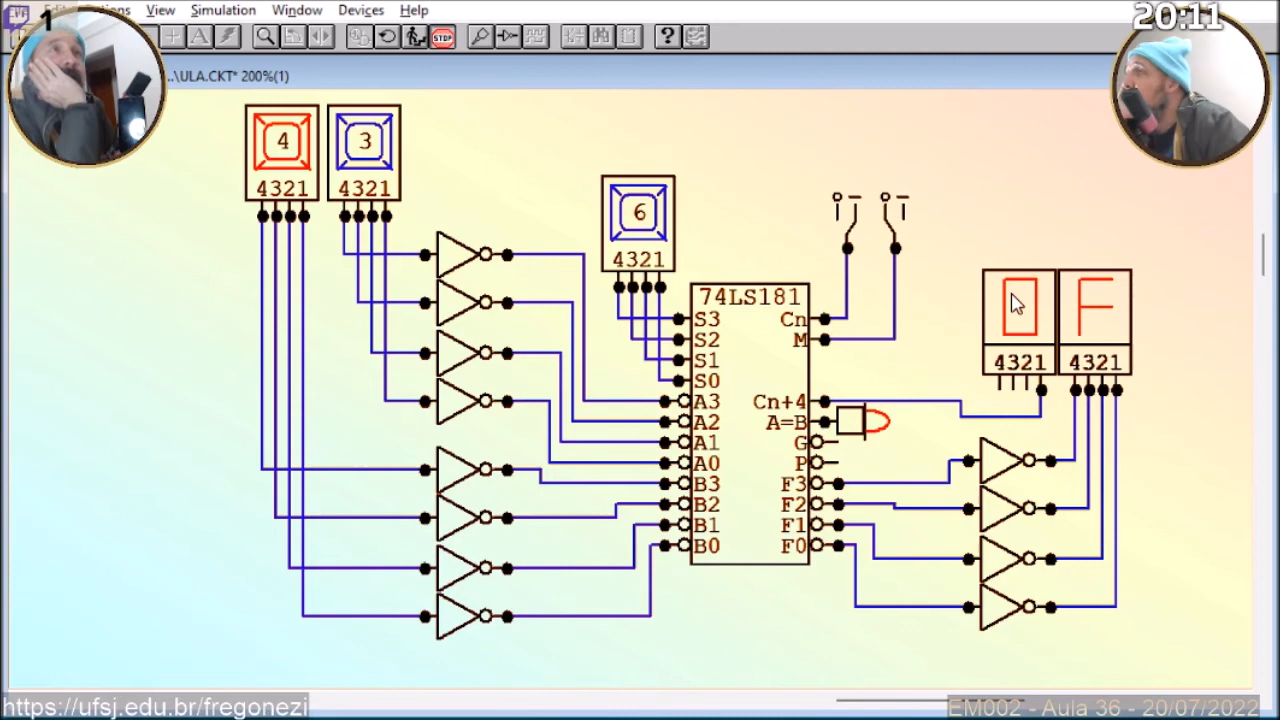 1
View Simulation Window Devices Help
20:11
STOP
?
..\ULA.CKT* 200%(1)
4 3
4321 4321
6
4321
74LS181
S3 Cn
S2 M
S1
S0
A3 Cn+4
A2 A=B
A1 G
A0 P
B3 F3
B2 F2
B1 F1
B0 F0
0 F
4321 4321
https://ufsj.edu.br/fregonezi
EM002 - Aula 36 - 20/07/2022